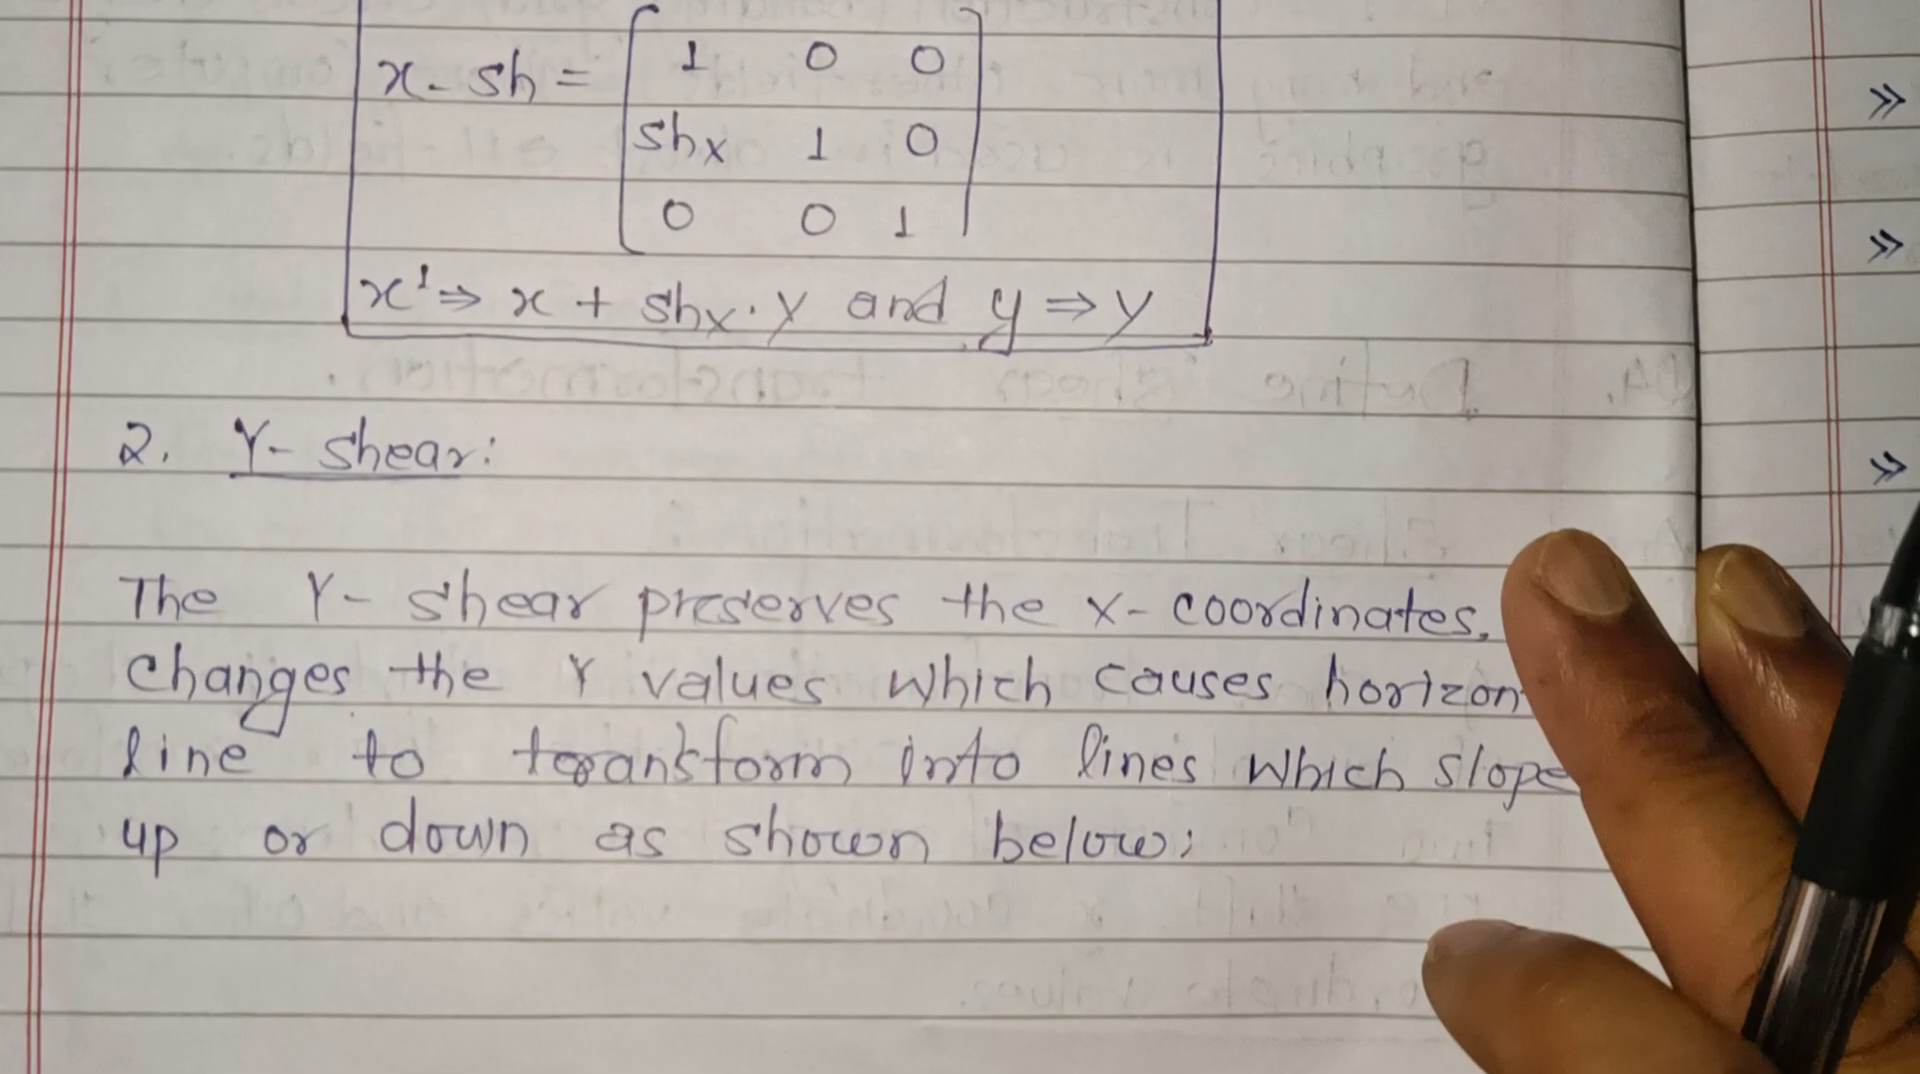 x-sh = [ 1 0 0
shx 1 0
0 0 1 ]
x' ⇒ x + shx.y and y ⇒ y
2. Y-shear:
The Y-shear preserves the x-coordinates,
changes the Y values which causes
line to transform into lines which slope
up or down as shown below:
»
»
»